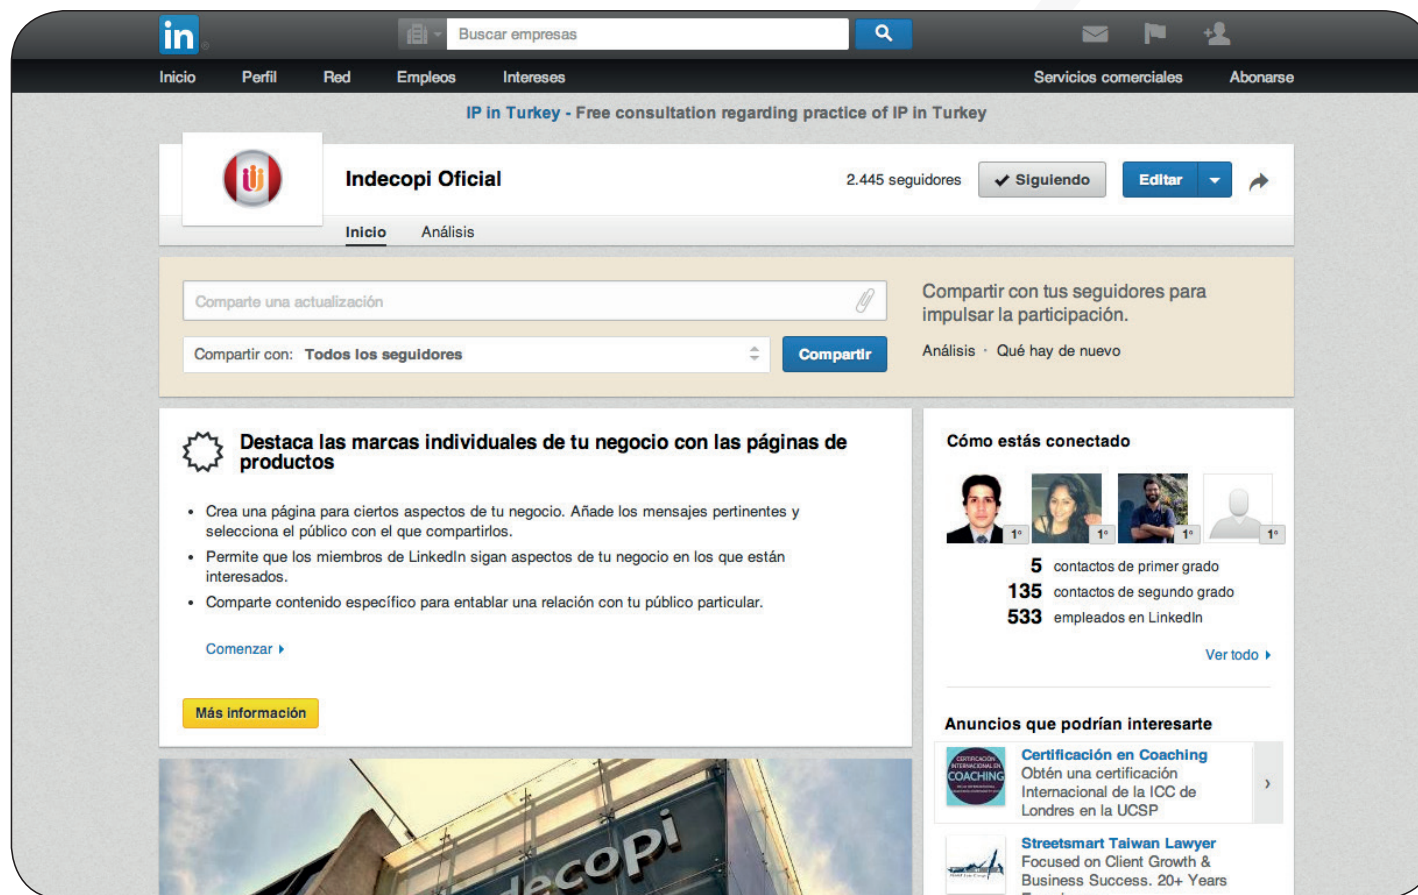 in
Buscar empresas
Inicio Perfil Red Empleos Intereses Servicios comerciales Abonarse
IP in Turkey - Free consultation regarding practice of IP in Turkey
Indecopi Oficial
2.445 seguidores
Siguiendo
Editar
Inicio Análisis
Comparte una actualización
Compartir con: Todos los seguidores
Compartir
Compartir con tus seguidores para
impulsar la participación.
Análisis · Qué hay de nuevo
Destaca las marcas individuales de tu negocio con las páginas de
productos
• Crea una página para ciertos aspectos de tu negocio. Añade los mensajes pertinentes y
selecciona el público con el que compartirlos.
• Permite que los miembros de LinkedIn sigan aspectos de tu negocio en los que están
interesados.
• Comparte contenido específico para entablar una relación con tu público particular.
Comenzar
Más información
decopi
Cómo estás conectado
1° 1° 1° 1°
5 contactos de primer grado
135 contactos de segundo grado
533 empleados en LinkedIn
Ver todo
Anuncios que podrían interesarte
CERTIFICACIÓN
INTERNACIONAL EN
COACHING
Certificación en Coaching
Obtén una certificación
Internacional de la ICC de
Londres en la UCSP
Streetsmart Taiwan Lawyer
Focused on Client Growth &
Business Success. 20+ Years